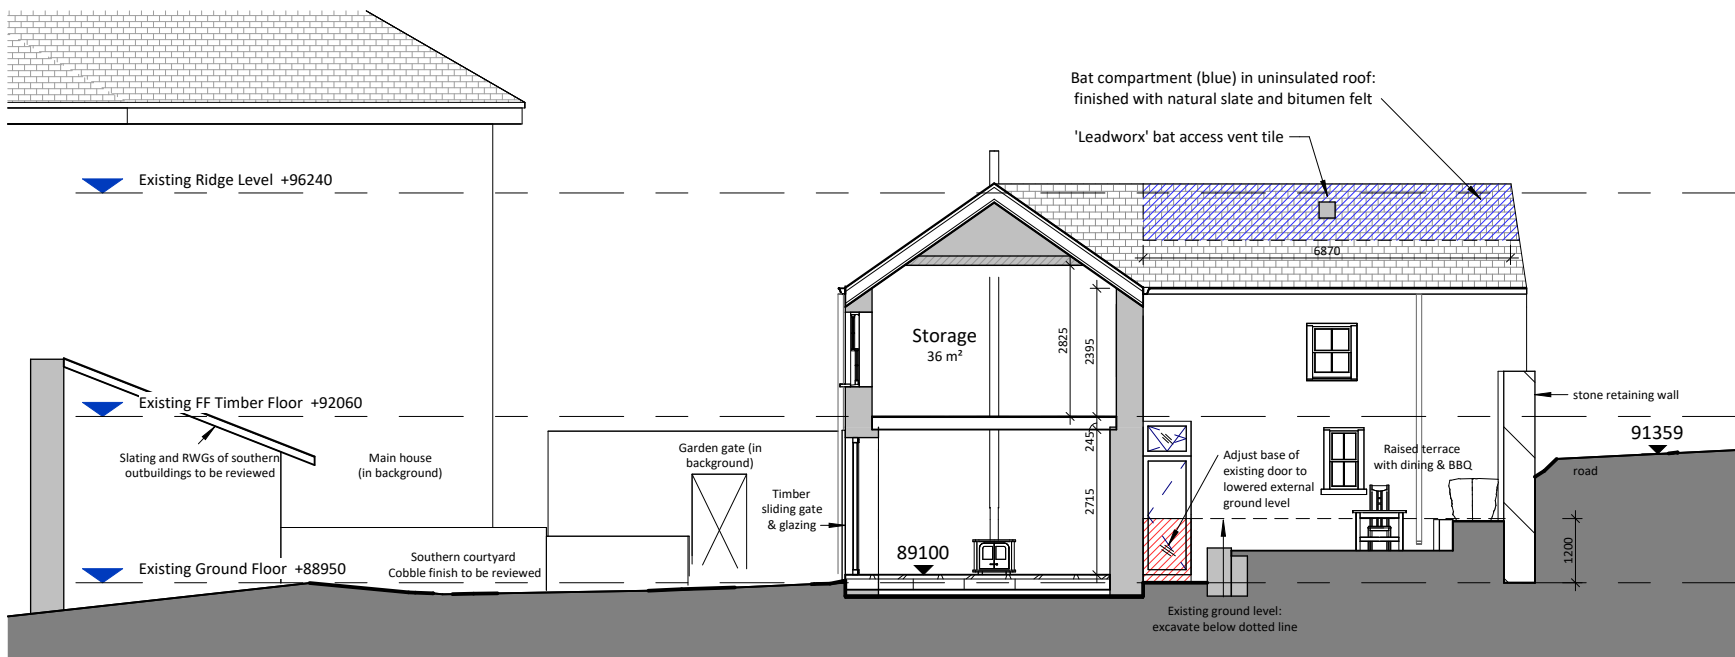 Bat compartment (blue) in uninsulated roof:
finished with natural slate and bitumen felt
'Leadworx' bat access vent tile
Existing Ridge Level +96240
6870
Storage
36 m²
2825
2395
Existing FF Timber Floor +92060
stone retaining wall
91359
245
Slating and RWGs of southern
outbuildings to be reviewed
Main house
(in background)
Garden gate (in
background)
Adjust base of
existing door to
lowered external
ground level
Raised terrace
with dining & BBQ
road
Timber
sliding gate
& glazing
2715
89100
1200
Southern courtyard
Cobble finish to be reviewed
Existing Ground Floor +88950
Existing ground level:
excavate below dotted line